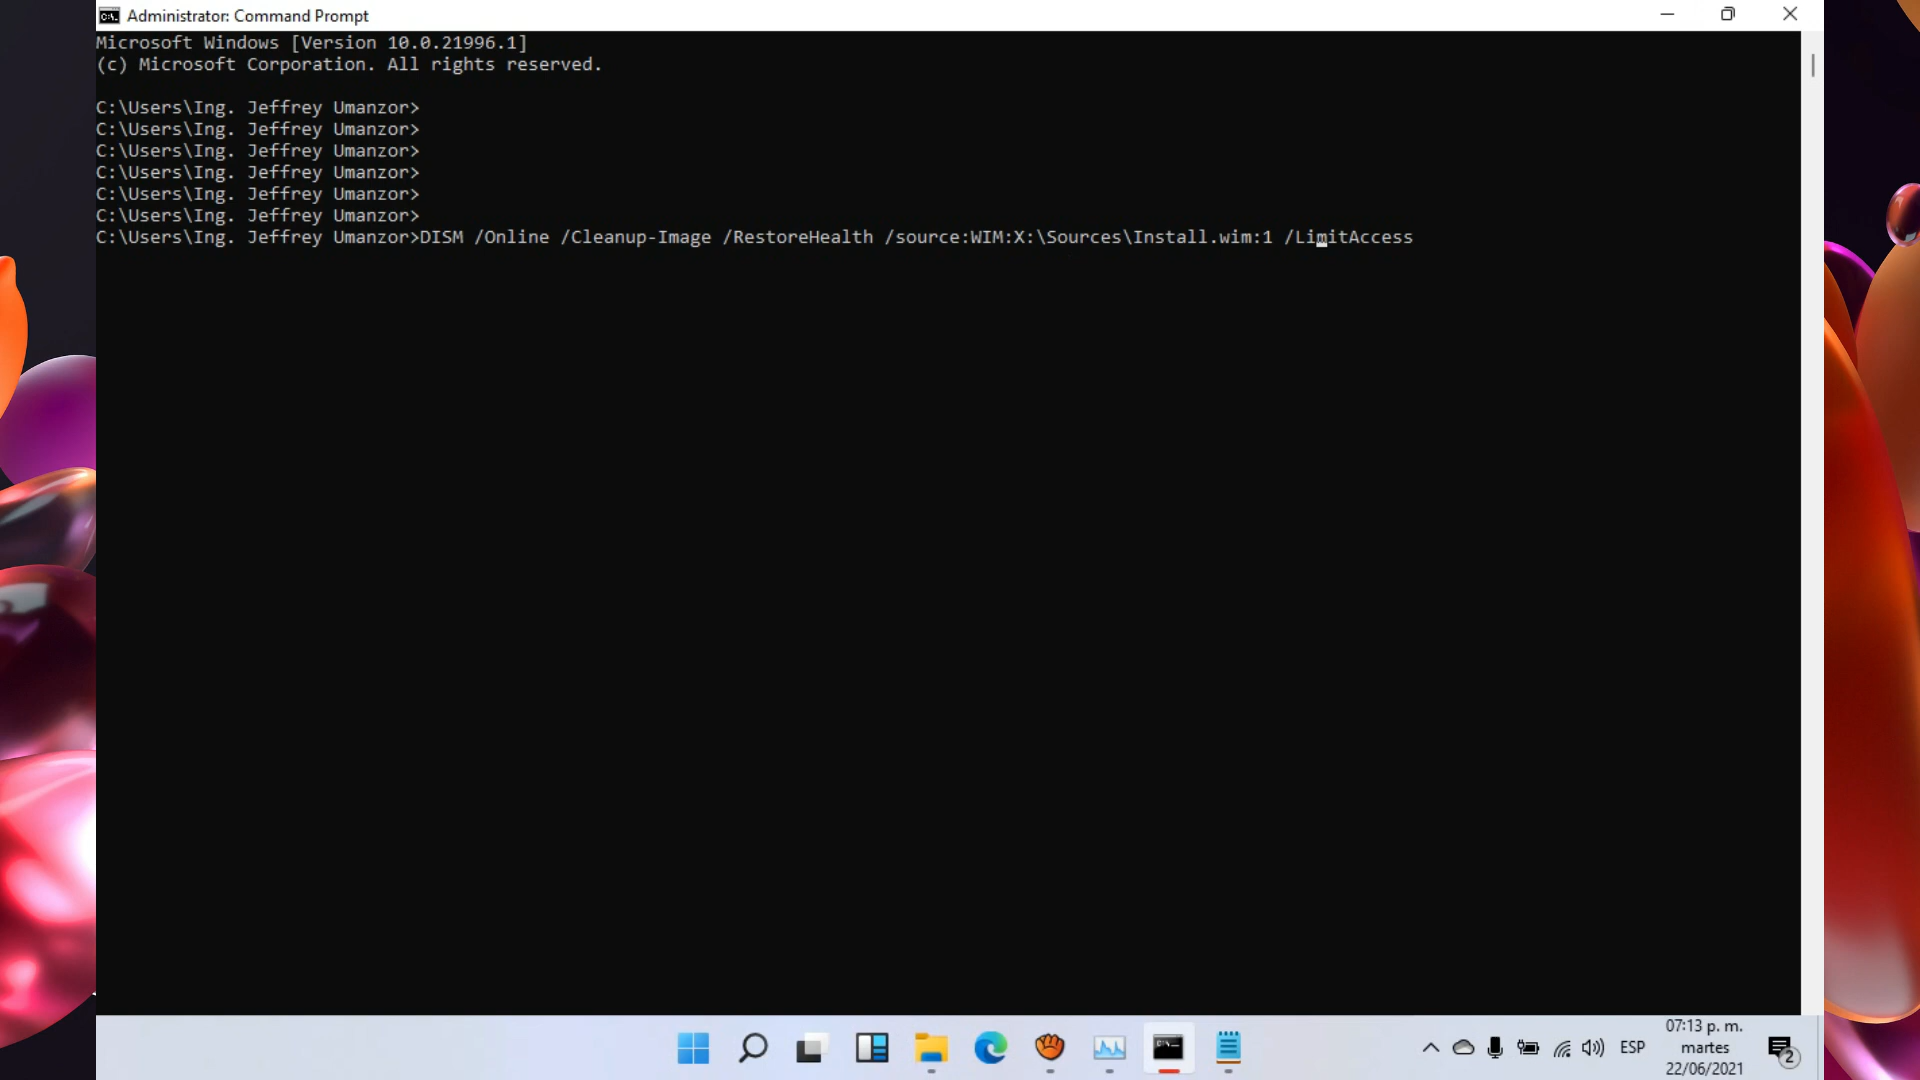 Administrator: Command Prompt
Microsoft Windows [Version 10.0.21996.1]
(c) Microsoft Corporation. All rights reserved.
C:\Users\Ing. Jeffrey Umanzor>
C:\Users\Ing. Jeffrey Umanzor>
C:\Users\Ing. Jeffrey Umanzor>
C:\Users\Ing. Jeffrey Umanzor>
C:\Users\Ing. Jeffrey Umanzor>
C:\Users\Ing. Jeffrey Umanzor>
C:\Users\Ing. Jeffrey Umanzor>DISM /Online /Cleanup-Image /RestoreHealth /source:WIM:X:\Sources\Install.wim:1 /LimitAccess
ESP
07:13 p. m.
martes
22/06/2021
2